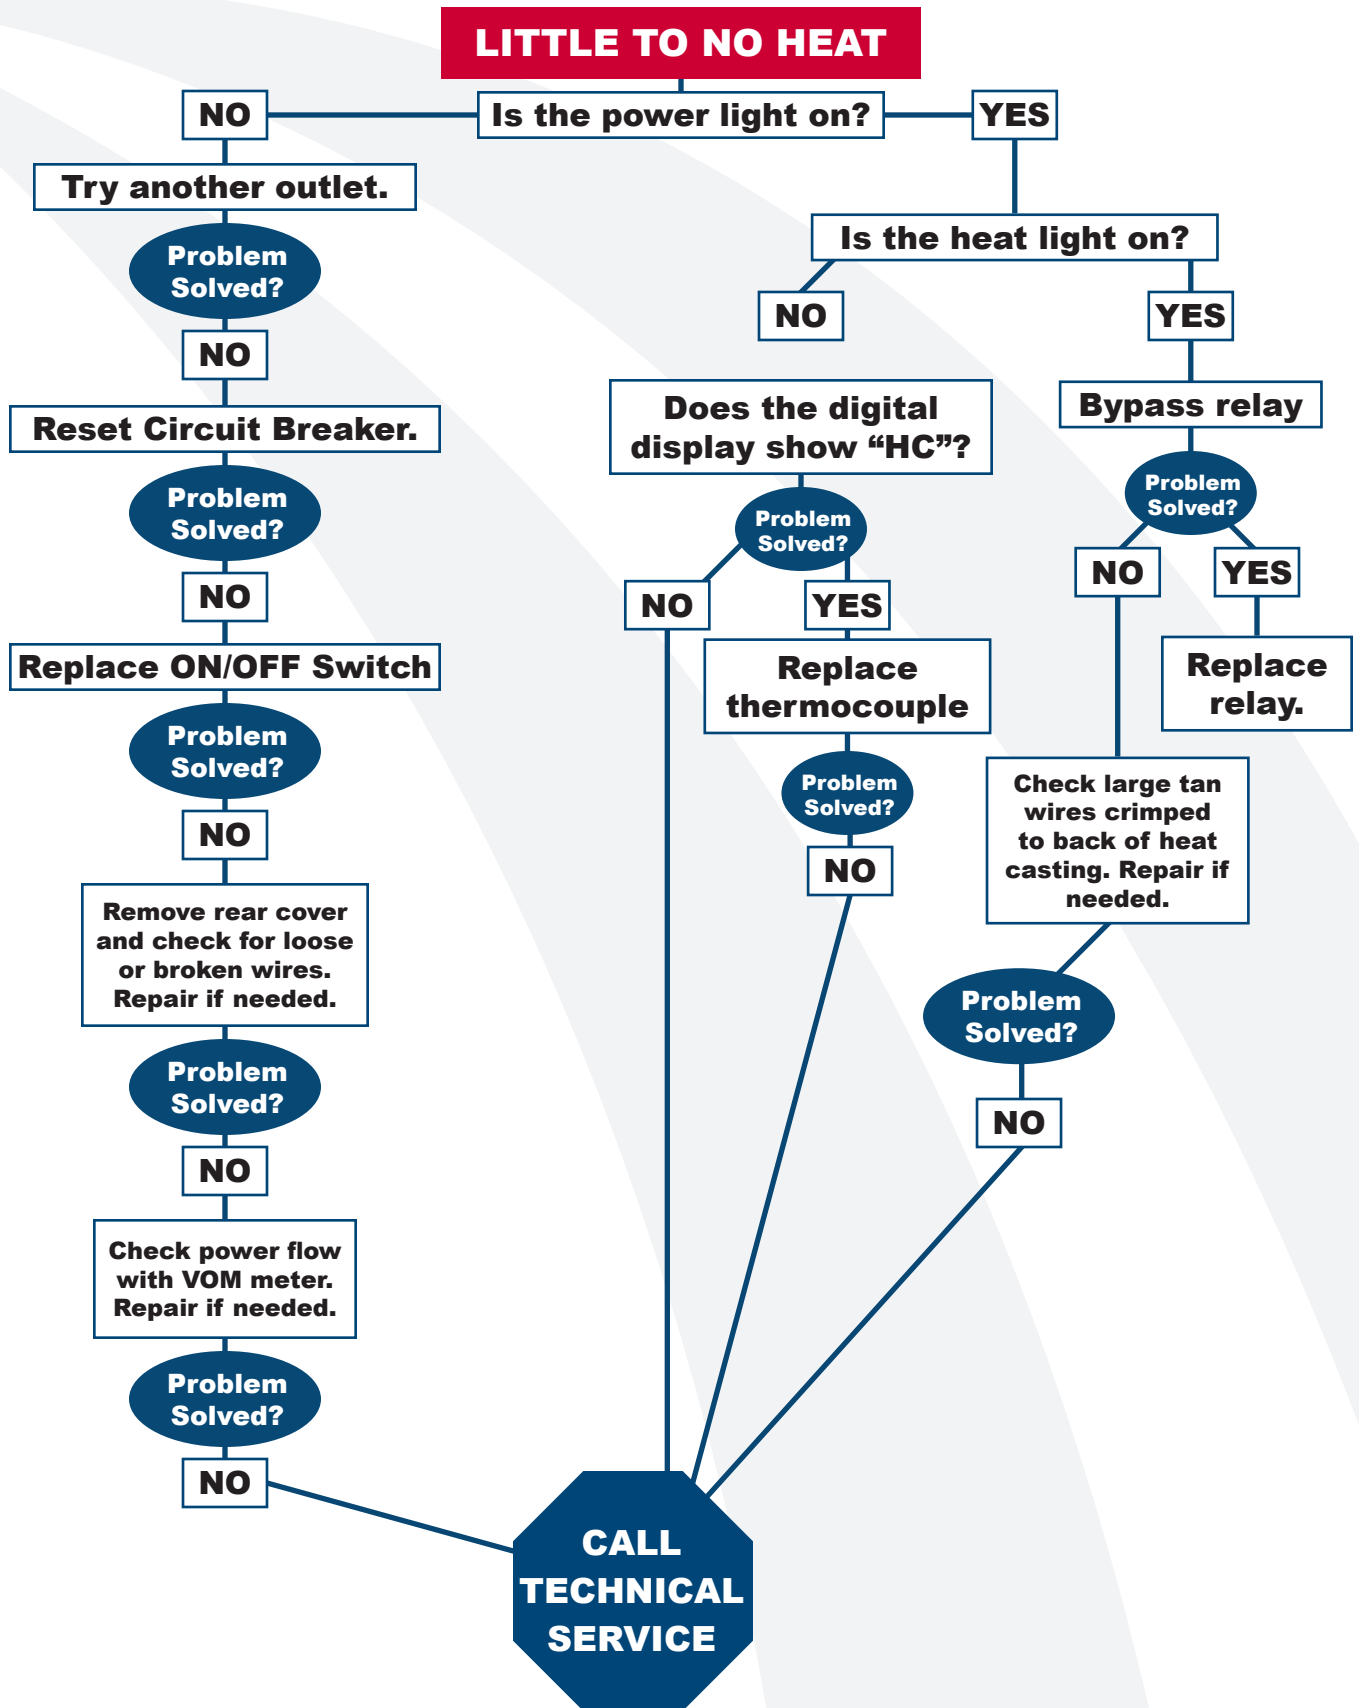 LITTLE TO NO HEAT
Is the power light on?
NO
Try another outlet.
Problem
Solved?
NO
Reset Circuit Breaker.
Problem
Solved?
NO
Replace ON/OFF Switch
Problem
Solved?
NO
Remove rear cover
and check for loose
or broken wires.
Repair if needed.
Problem
Solved?
NO
Check power flow
with VOM meter.
Repair if needed.
Problem
Solved?
NO
YES
Is the heat light on?
NO
Does the digital
display show “HC”?
Problem
Solved?
NO
YES
Replace
thermocouple
Problem
Solved?
NO
YES
Bypass relay
Problem
Solved?
NO
YES
Replace
relay.
Check large tan
wires crimped
to back of heat
casting. Repair if
needed.
Problem
Solved?
NO
CALL
TECHNICAL
SERVICE